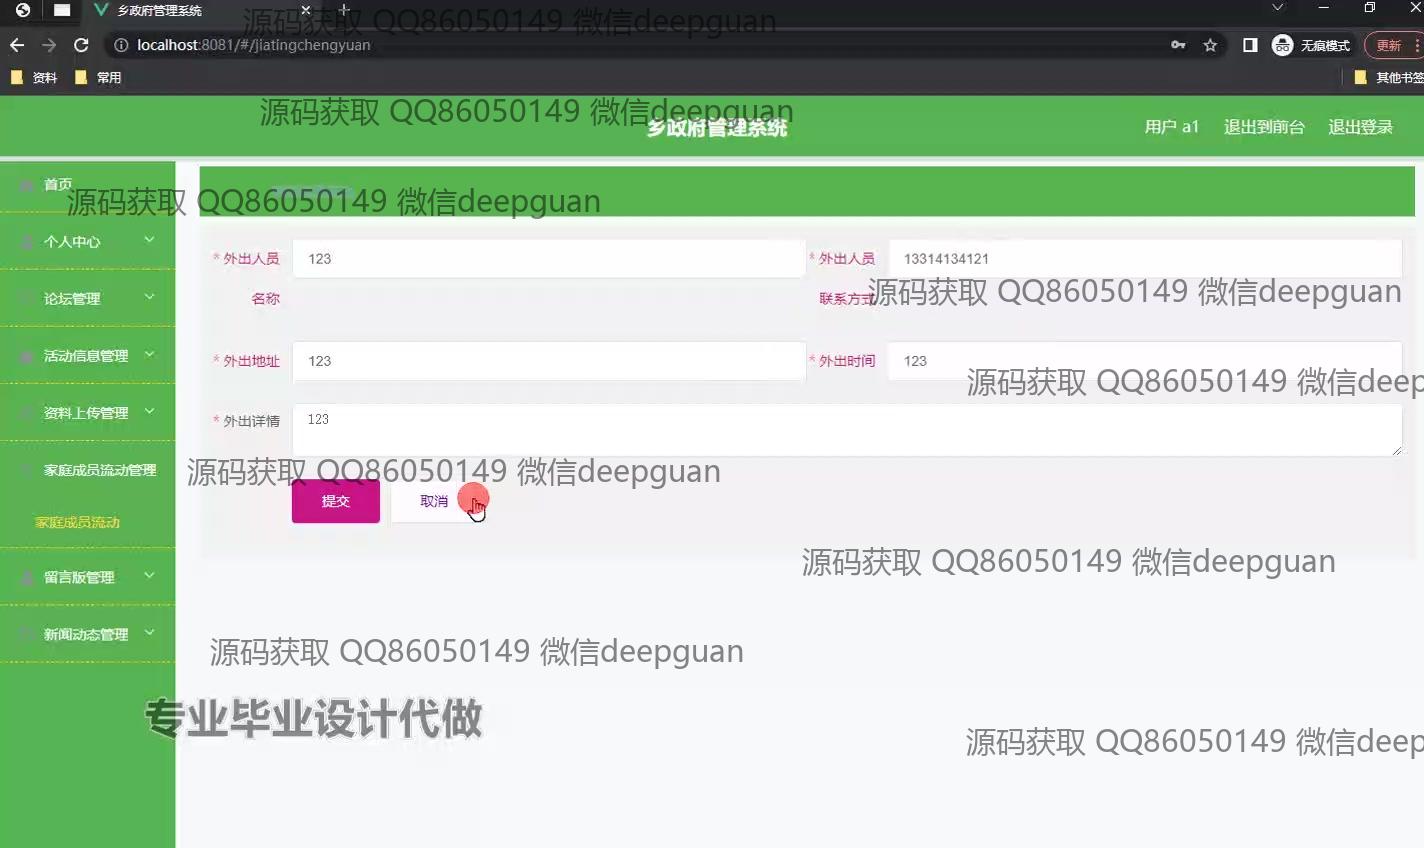 乡政府管理系统
localhost:8081/#/jiatingchengyuan
无痕模式
更新
资料
常用
其他书签
源码获取 QQ86050149 微信deepguan
源码获取 QQ86050149 微信deepguan
乡政府管理系统
用户 a1
退出到前台
退出登录
首页
源码获取 QQ86050149 微信deepguan
个人中心
论坛管理
活动信息管理
资料上传管理
家庭成员流动管理
家庭成员流动
留言版管理
新闻动态管理
* 外出人员名称
123
* 外出人员联系方式
13314134121
源码获取 QQ86050149 微信deepguan
* 外出地址
123
* 外出时间
123
源码获取 QQ86050149 微信deep
* 外出详情
123
源码获取 QQ86050149 微信deepguan
提交
取消
源码获取 QQ86050149 微信deepguan
源码获取 QQ86050149 微信deepguan
专业毕业设计代做
源码获取 QQ86050149 微信deep